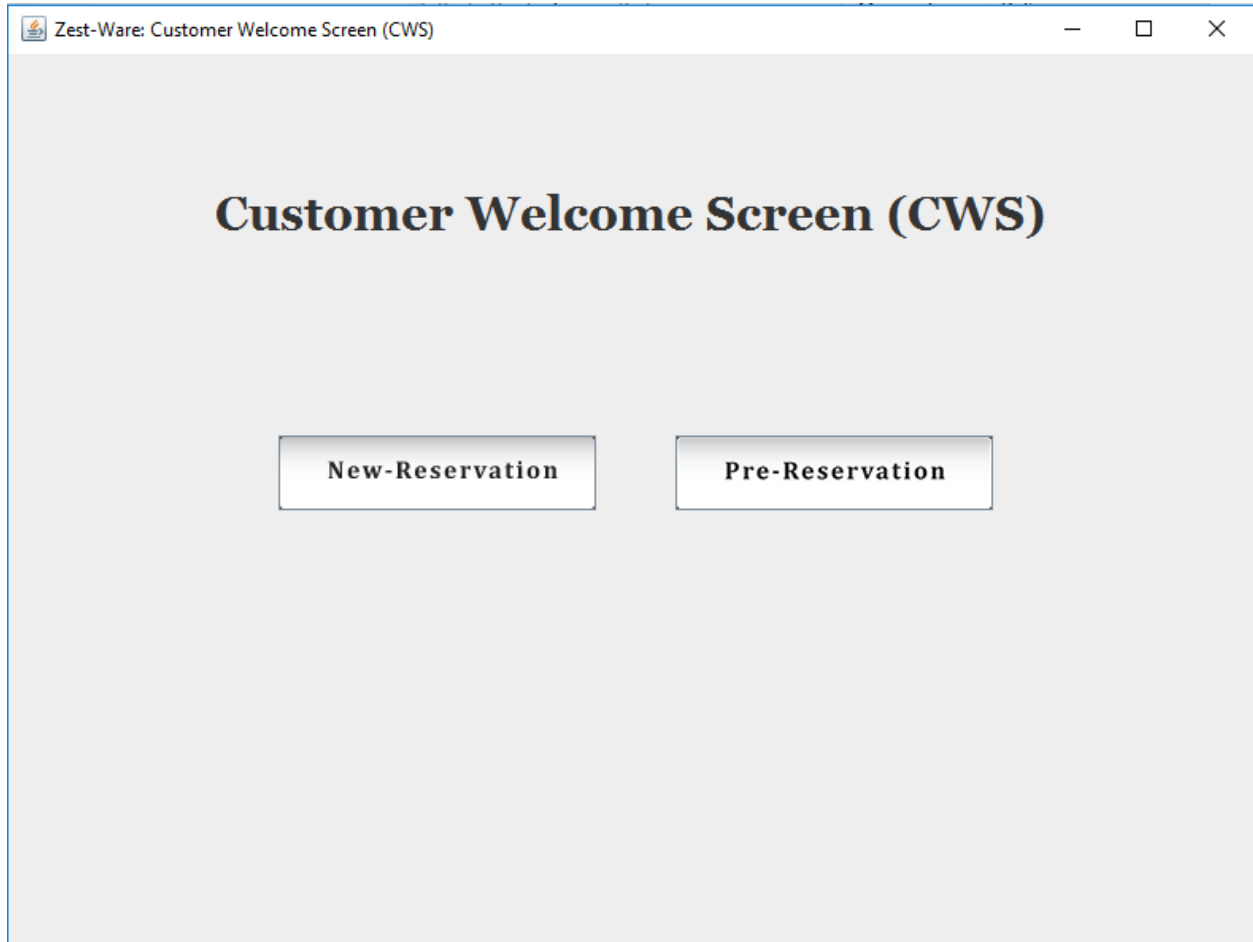 Zest-Ware: Customer Welcome Screen (CWS)
Customer Welcome Screen (CWS)
New-Reservation
Pre-Reservation